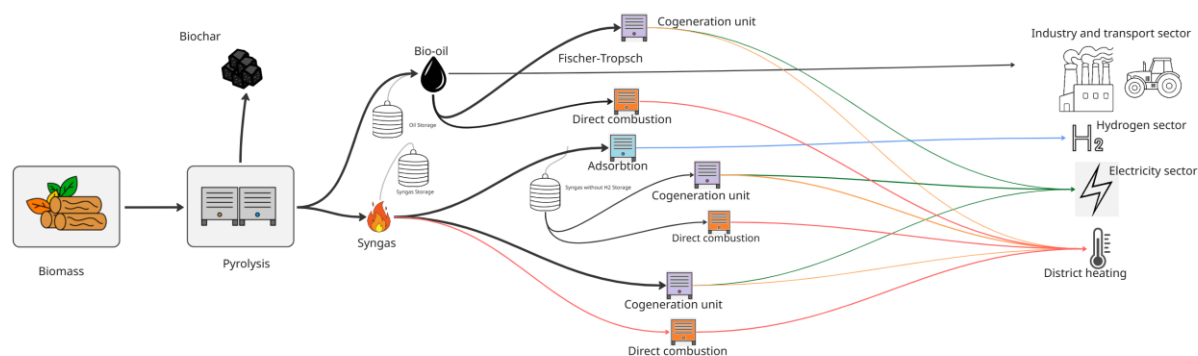 Cogeneration unit
Industry and transport sector
Biochar
Bio-oil
Fischer-Tropsch
Oil Storage
Direct combustion
Hydrogen sector
H2
Syngas Storage
Adsorbtion
Electricity sector
Syngas without H2 Storage
Cogeneration unit
Direct combustion
Syngas
Biomass
Pyrolysis
District heating
Cogeneration unit
Direct combustion